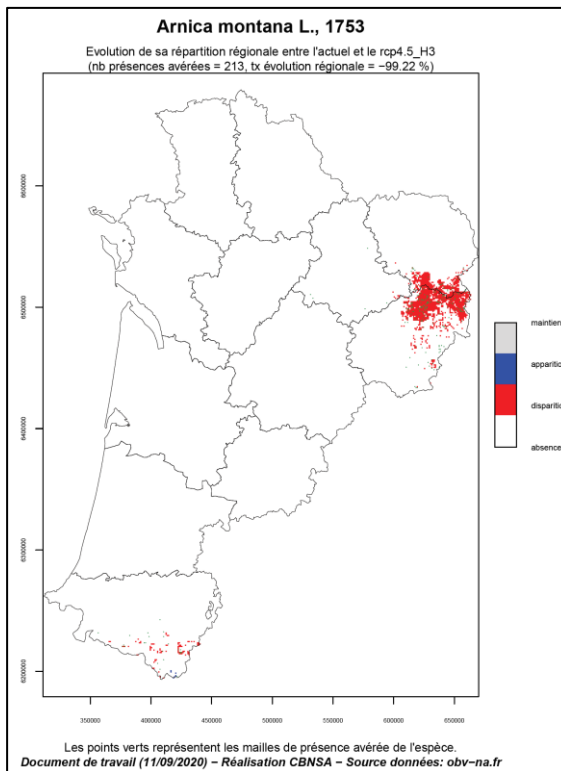 Arnica montana L., 1753
Evolution de sa répartition régionale entre l'actuel et le rcp4.5_H3
(nb présences avérées = 213, tx évolution régionale = −99.22 %)
maintien
apparitio
disparitio
absence
6200000
6300000
6400000
6500000
6600000
350000 400000 450000 500000 550000 600000 650000
Les points verts représentent les mailles de présence avérée de l'espèce.
Document de travail (11/09/2020) − Réalisation CBNSA − Source données: obv−na.fr